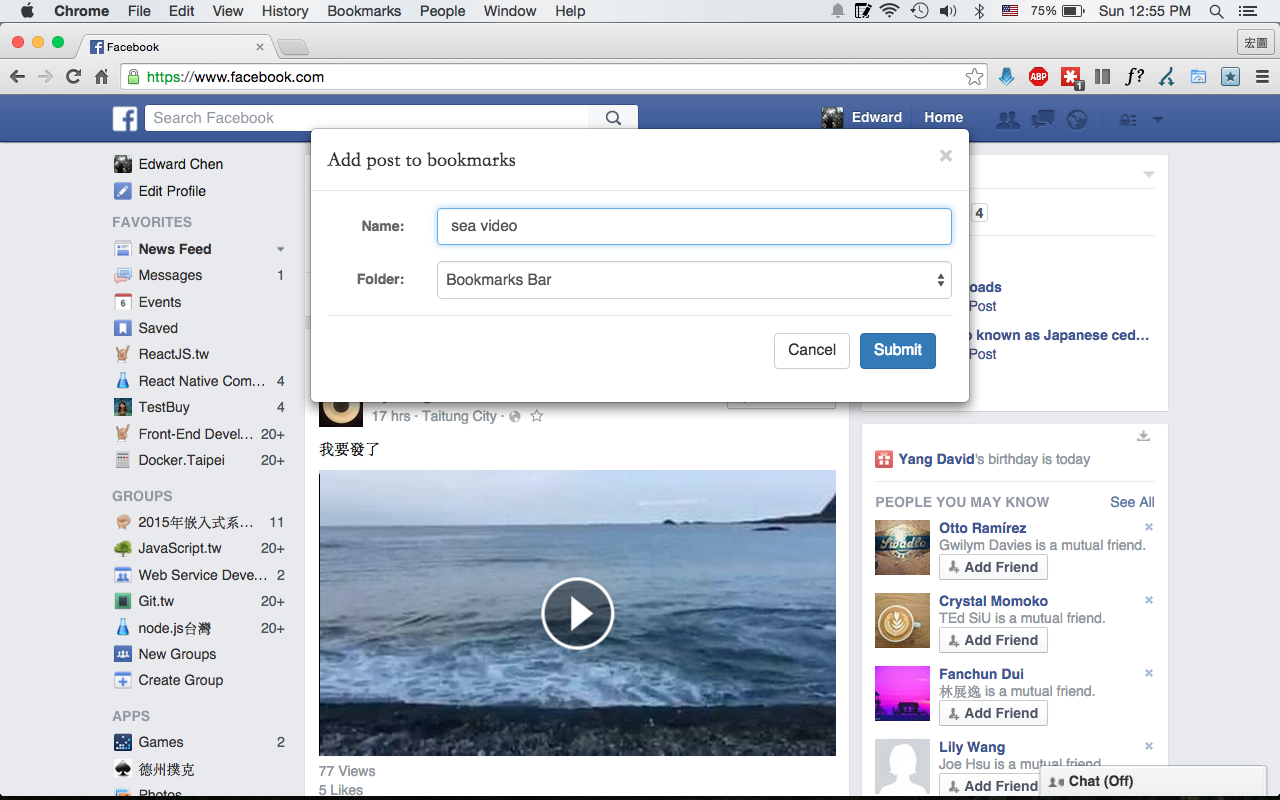 Chrome File Edit View History Bookmarks People Window Help 75% Sun 12:55 PM
Facebook
宏圖
https://www.facebook.com
ABP
1
f?
Search Facebook
Edward Home
Add post to bookmarks
Name: sea video
Folder: Bookmarks Bar
Cancel Submit
Edward Chen
Edit Profile
FAVORITES
News Feed
Messages 1
6 Events
Saved
ReactJS.tw
React Native Com... 4
TestBuy 4
Front-End Devel... 20+
Docker.Taipei 20+
GROUPS
2015年嵌入式系... 11
JavaScript.tw 20+
Web Service Deve... 2
Git.tw 20+
node.js台灣 20+
New Groups
Create Group
APPS
Games 2
德州撲克
Photos
17 hrs · Taitung City ·
我要發了
77 Views
5 Likes
4
oads
Post
known as Japanese ced...
Post
Yang David's birthday is today
PEOPLE YOU MAY KNOW See All
Otto Ramírez
Gwilym Davies is a mutual friend.
Add Friend
Crystal Momoko
TEd SiU is a mutual friend.
Add Friend
Fanchun Dui
林展逸 is a mutual friend.
Add Friend
Lily Wang
Joe Hsu is a mutual friend.
Add Friend
Chat (Off)